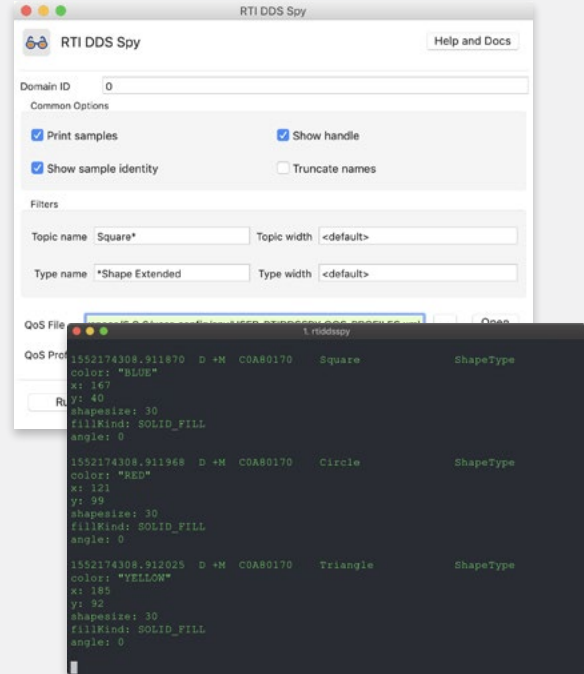 RTI DDS Spy
RTI DDS Spy
Help and Docs
Domain ID 0
Common Options
Print samples Show handle
Show sample identity Truncate names
Filters
Topic name Square* Topic width <default>
Type name *Shape Extended Type width <default>
QoS File
QoS Prof
1. rtiddsspy
1552174308.911870 D +M C0A80170 Square ShapeType
color: "BLUE"
x: 167
y: 40
shapesize: 30
fillKind: SOLID_FILL
angle: 0
1552174308.911968 D +M C0A80170 Circle ShapeType
color: "RED"
x: 121
y: 99
shapesize: 30
fillKind: SOLID_FILL
angle: 0
1552174308.912025 D +M C0A80170 Triangle ShapeType
color: "YELLOW"
x: 185
y: 92
shapesize: 30
fillKind: SOLID_FILL
angle: 0